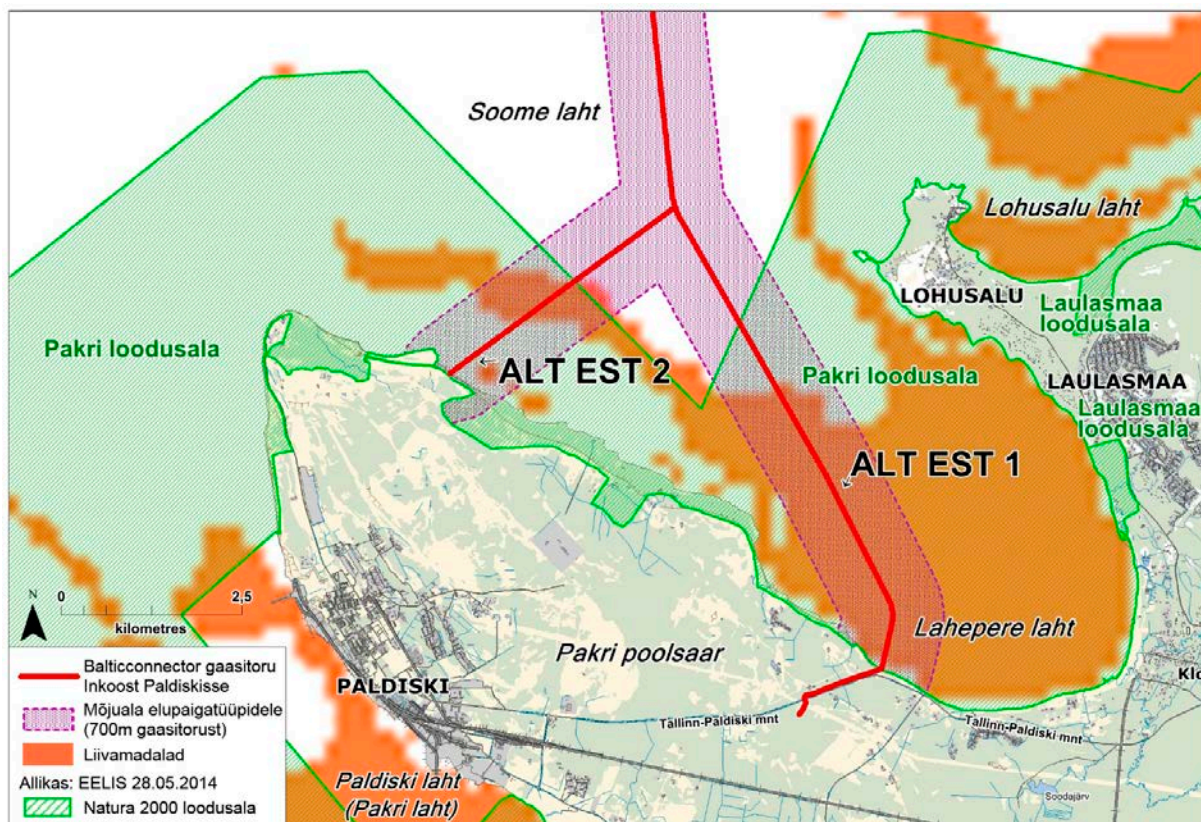 Soome laht
Lohusalu laht
LOHUSALU
Laulasmaa
loodusala
Pakri loodusala
ALT EST 2
Pakri loodusala
LAULASMAA
Laulasmaa
loodusala
ALT EST 1
N
0 2,5
kilometres
Lahepere laht
Pakri poolsaar
Balticconnector gaasitoru
Inkoost Paldiskisse
PALDISKI
Klo
Mõjuala elupaigatüüpidele
(700m gaasitorust)
Tallinn-Paldiski mnt
Tallinn-Paldiski mnt
Liivamadalad
Allikas: EELIS 28.05.2014
Paldiski laht
(Pakri laht)
Natura 2000 loodusala
Soodajärv